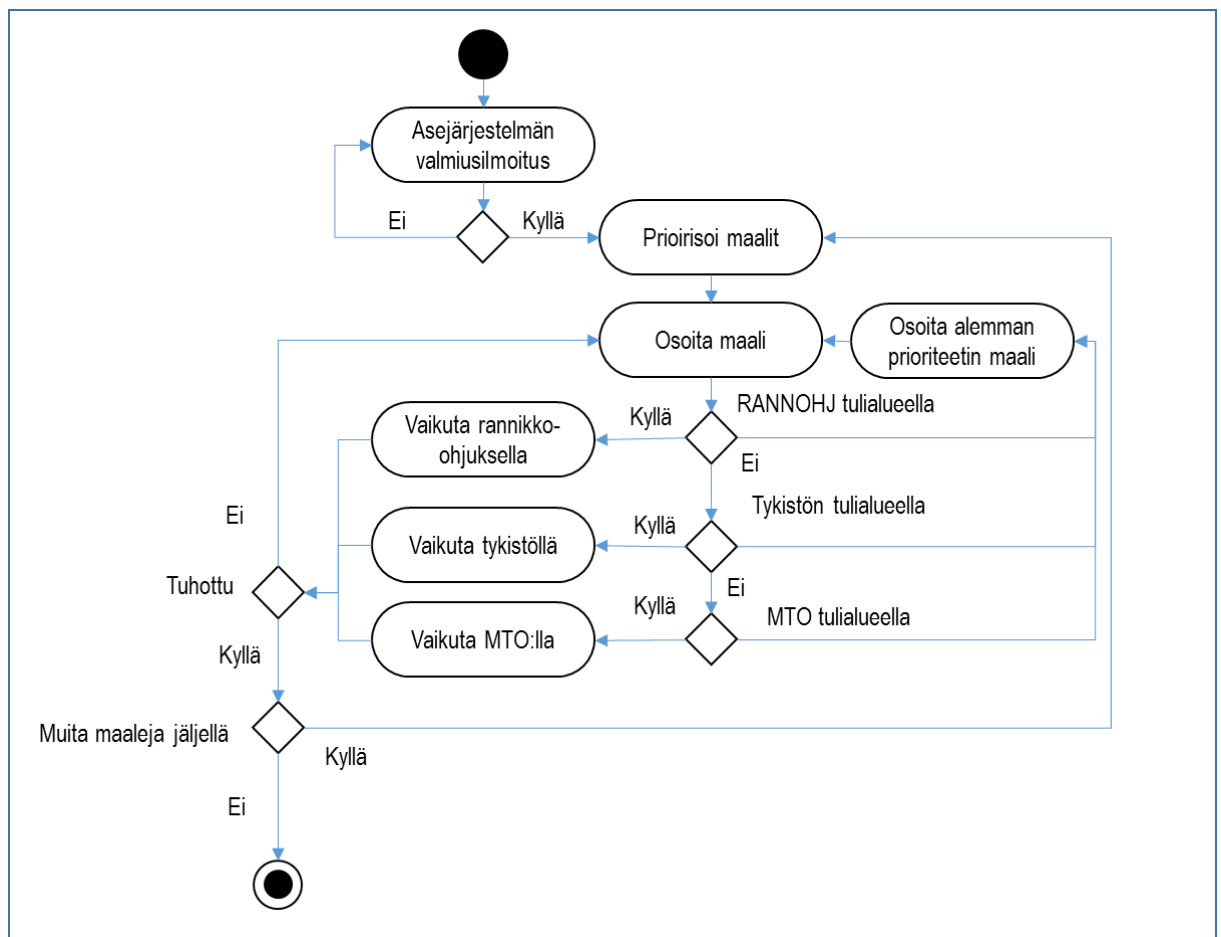 Asejärjestelmän
valmiusilmoitus
Ei
Kyllä
Prioirisoi maalit
Osoita maali
Osoita alemman
prioriteetin maali
RANNOHJ tulialueella
Kyllä
Vaikuta rannikko-
ohjuksella
Ei
Tykistön tulialueella
Kyllä
Vaikuta tykistöllä
Ei
Ei
MTO tulialueella
Kyllä
Vaikuta MTO:lla
Tuhottu
Kyllä
Muita maaleja jäljellä
Kyllä
Ei